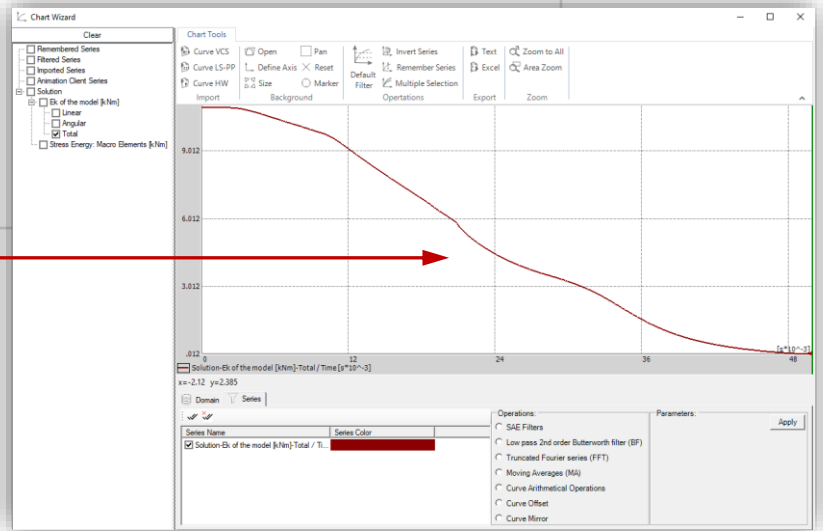 Chart Wizard
Clear
Remembered Series
Filtered Series
Imported Series
Animation Client Series
Solution
Ek of the model [kNm]
Linear
Angular
Total
Stress Energy: Macro Elements [kNm]
Chart Tools
Curve VCS Open Pan Invert Series Text Zoom to All
Curve LS-PP Define Axis Reset Remember Series Excel Area Zoom
Curve HW Size Marker Default Filter Multiple Selection
Import Background Opertations Export Zoom
9.012
6.012
3.012
.012
0 12 24 36 48
[s*10^-3]
Solution-Ek of the model [kNm]-Total / Time [s*10^-3]
x=-2.12 y=2.385
Domain Series
Series Name Series Color
Solution-Ek of the model [kNm]-Total / Ti...
Operations:
SAE Filters
Low pass 2nd order Butterworth filter (BF)
Truncated Fourier series (FFT)
Moving Averages (MA)
Curve Arithmetical Operations
Curve Offset
Curve Mirror
Parameters:
Apply